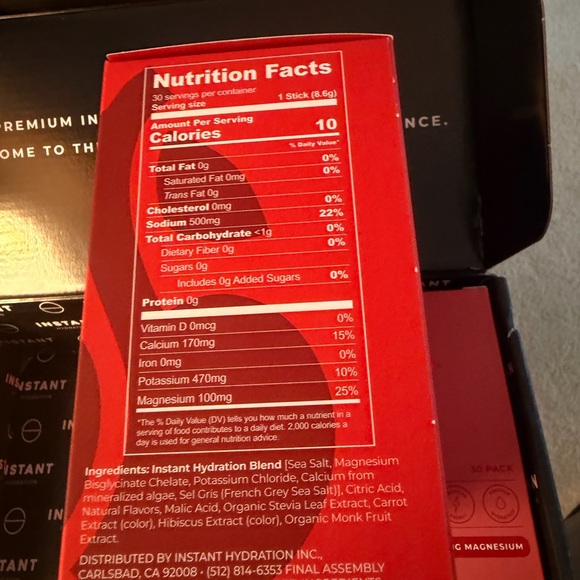 PREMIUM IN
NCE.
OME TO TH
Nutrition Facts
30 servings per container
Serving size 1 Stick (8.6g)
Amount Per Serving
Calories 10
% Daily Value*
Total Fat 0g 0%
Saturated Fat 0mg 0%
Trans Fat 0g
Cholesterol 0mg 0%
Sodium 500mg 22%
Total Carbohydrate <1g 0%
Dietary Fiber 0g 0%
Sugars 0g
Includes 0g Added Sugars 0%
Protein 0g
Vitamin D 0mcg 0%
Calcium 170mg 15%
Iron 0mg 0%
Potassium 470mg 10%
Magnesium 100mg 25%
*The % Daily Value (DV) tells you how much a nutrient in a
serving of food contributes to a daily diet. 2,000 calories a
day is used for general nutrition advice.
Ingredients: Instant Hydration Blend [Sea Salt, Magnesium
Bisglycinate Chelate, Potassium Chloride, Calcium from
mineralized algae, Sel Gris (French Grey Sea Salt)], Citric Acid,
Natural Flavors, Malic Acid, Organic Stevia Leaf Extract, Carrot
Extract (color), Hibiscus Extract (color), Organic Monk Fruit
Extract.
DISTRIBUTED BY INSTANT HYDRATION INC.,
CARLSBAD, CA 92008 • (512) 814-6353 FINAL ASSEMBLY
INSTANT
INSTANT
INSTANT
STANT
30 PACK
G MAGNESIUM